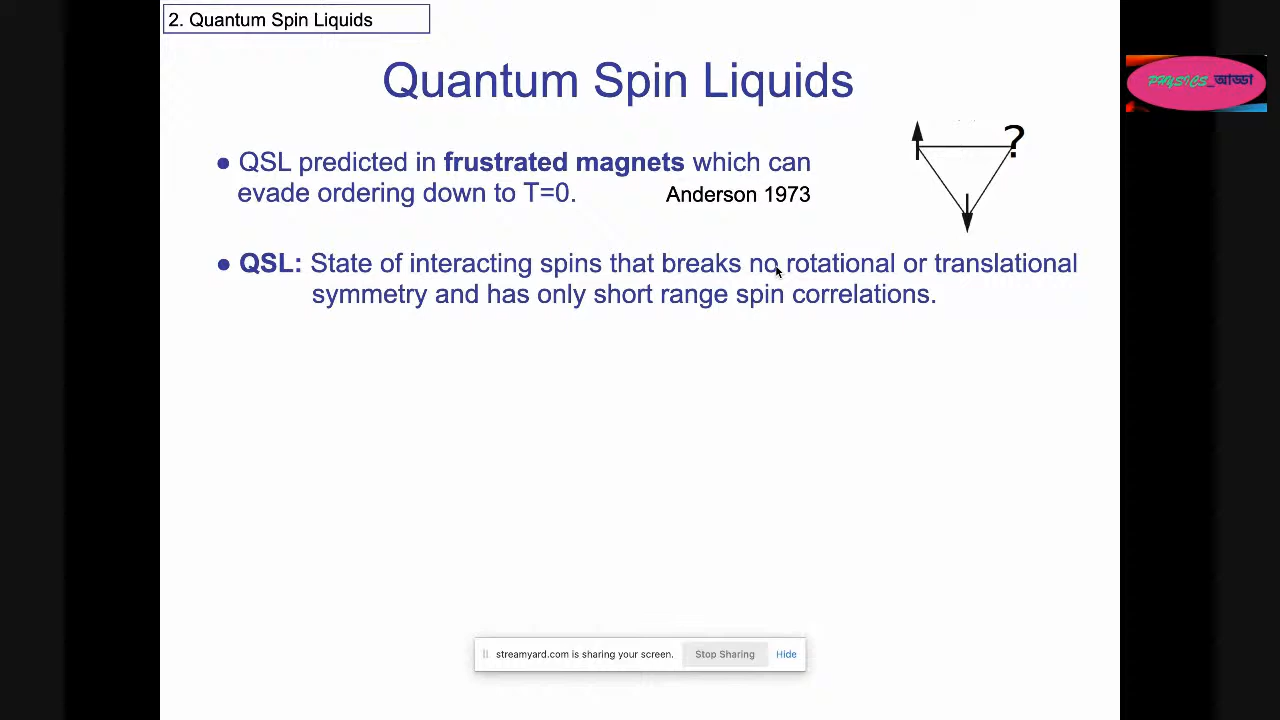 2. Quantum Spin Liquids
PHYSICS_আড্ডা
Quantum Spin Liquids
?
● QSL predicted in frustrated magnets which can
evade ordering down to T=0. Anderson 1973
● QSL: State of interacting spins that breaks no rotational or translational
symmetry and has only short range spin correlations.
streamyard.com is sharing your screen. Stop Sharing Hide